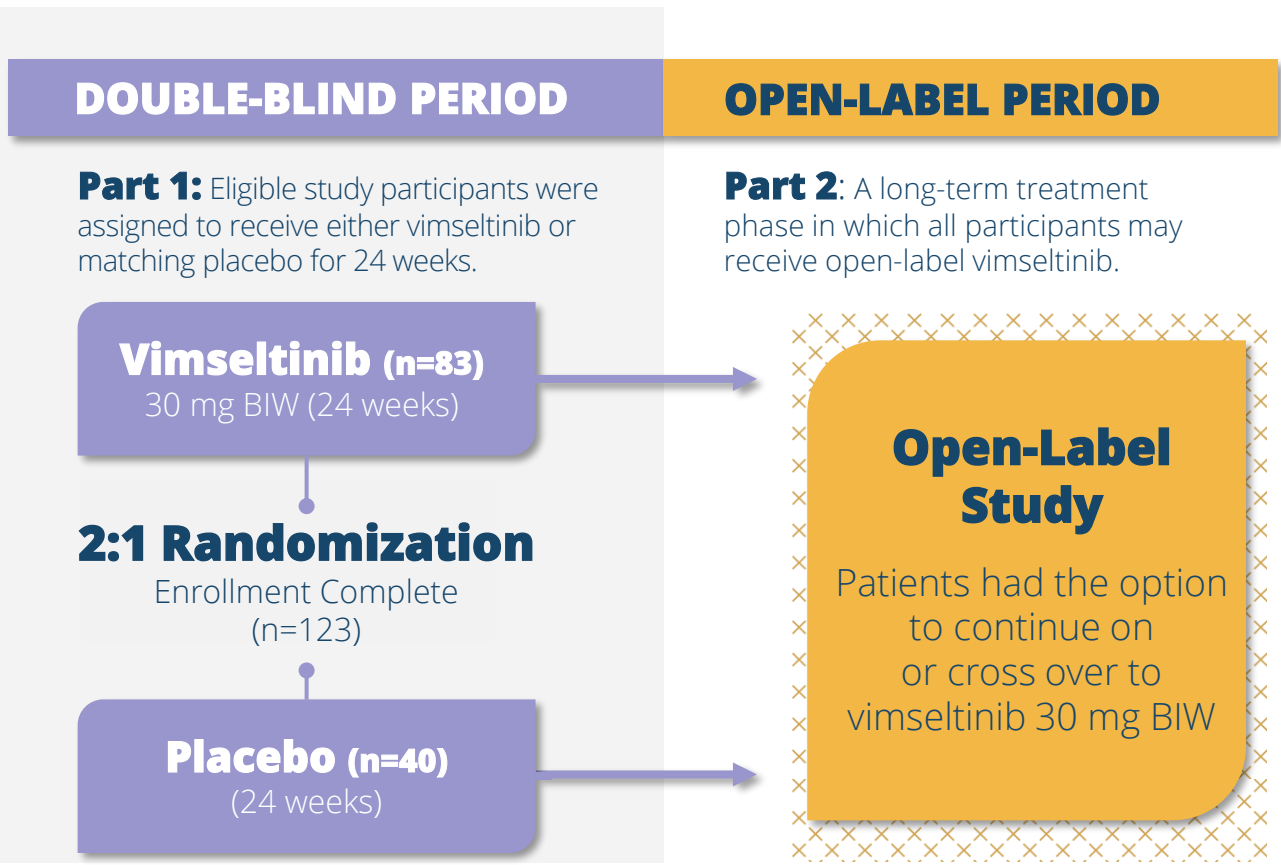 DOUBLE-BLIND PERIOD
Part 1: Eligible study participants were
assigned to receive either vimseltinib or
matching placebo for 24 weeks.
Vimseltinib (n=83)
30 mg BIW (24 weeks)
2:1 Randomization
Enrollment Complete
(n=123)
Placebo (n=40)
(24 weeks)
OPEN-LABEL PERIOD
Part 2: A long-term treatment
phase in which all participants may
receive open-label vimseltinib.
Open-Label
Study
Patients had the option
to continue on
or cross over to
vimseltinib 30 mg BIW